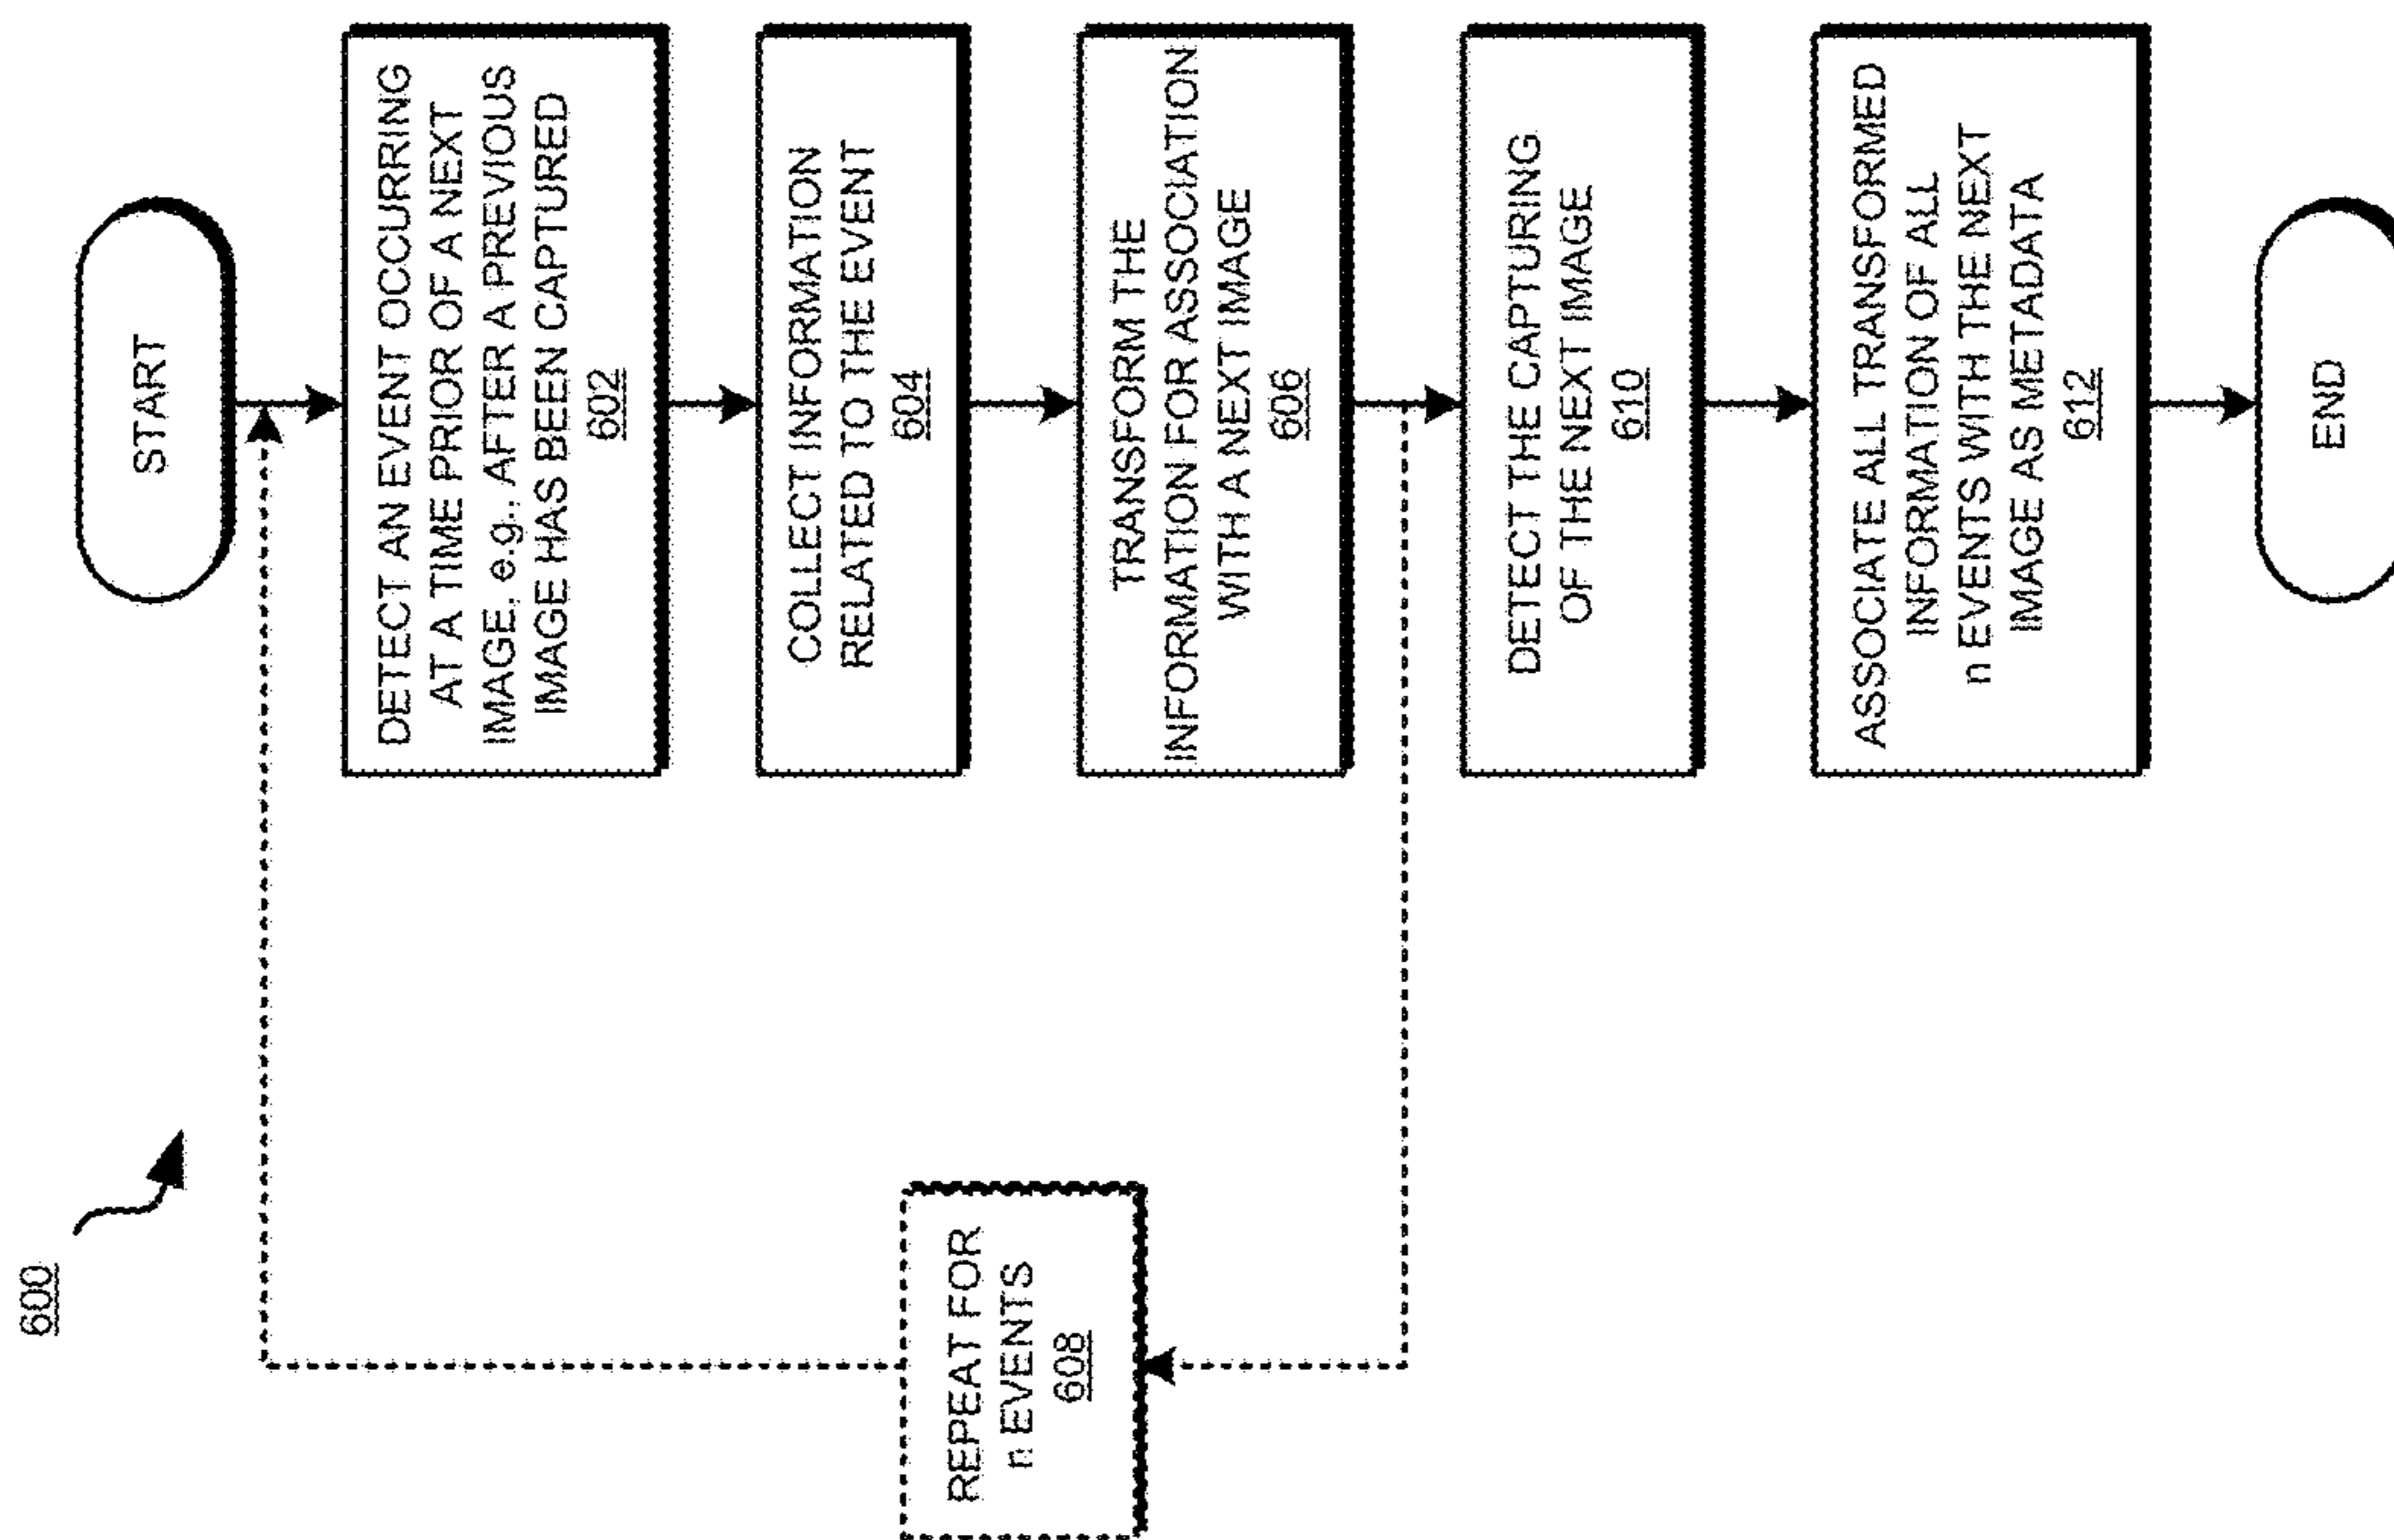 600
START
DETECT AN EVENT OCCURRING
AT A TIME PRIOR OF A NEXT
IMAGE, e.g., AFTER A PREVIOUS
IMAGE HAS BEEN CAPTURED
602
COLLECT INFORMATION
RELATED TO THE EVENT
604
TRANSFORM THE
INFORMATION FOR ASSOCIATION
WITH A NEXT IMAGE
606
REPEAT FOR
n EVENTS
608
DETECT THE CAPTURING
OF THE NEXT IMAGE
610
ASSOCIATE ALL TRANSFORMED
INFORMATION OF ALL
n EVENTS WITH THE NEXT
IMAGE AS METADATA
612
END